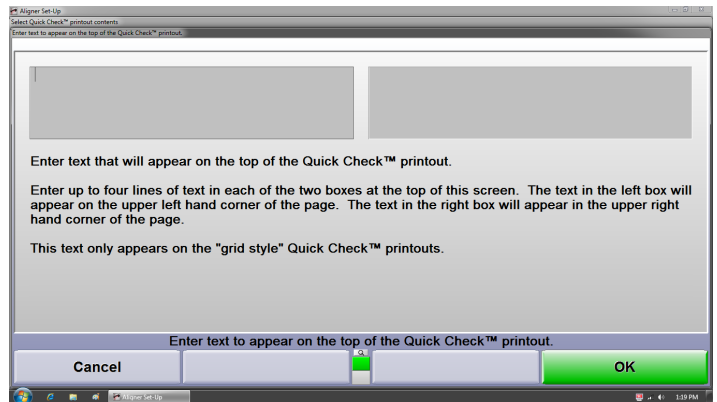 Aligner Set-Up
Select Quick Check™ printout contents
Enter text to appear on the top of the Quick Check™ printout.
Enter text that will appear on the top of the Quick Check™ printout.
Enter up to four lines of text in each of the two boxes at the top of this screen. The text in the left box will
appear on the upper left hand corner of the page. The text in the right box will appear in the upper right
hand corner of the page.
This text only appears on the "grid style" Quick Check™ printouts.
Enter text to appear on the top of the Quick Check™ printout.
Cancel
OK
Aligner Set-Up
1:19 PM